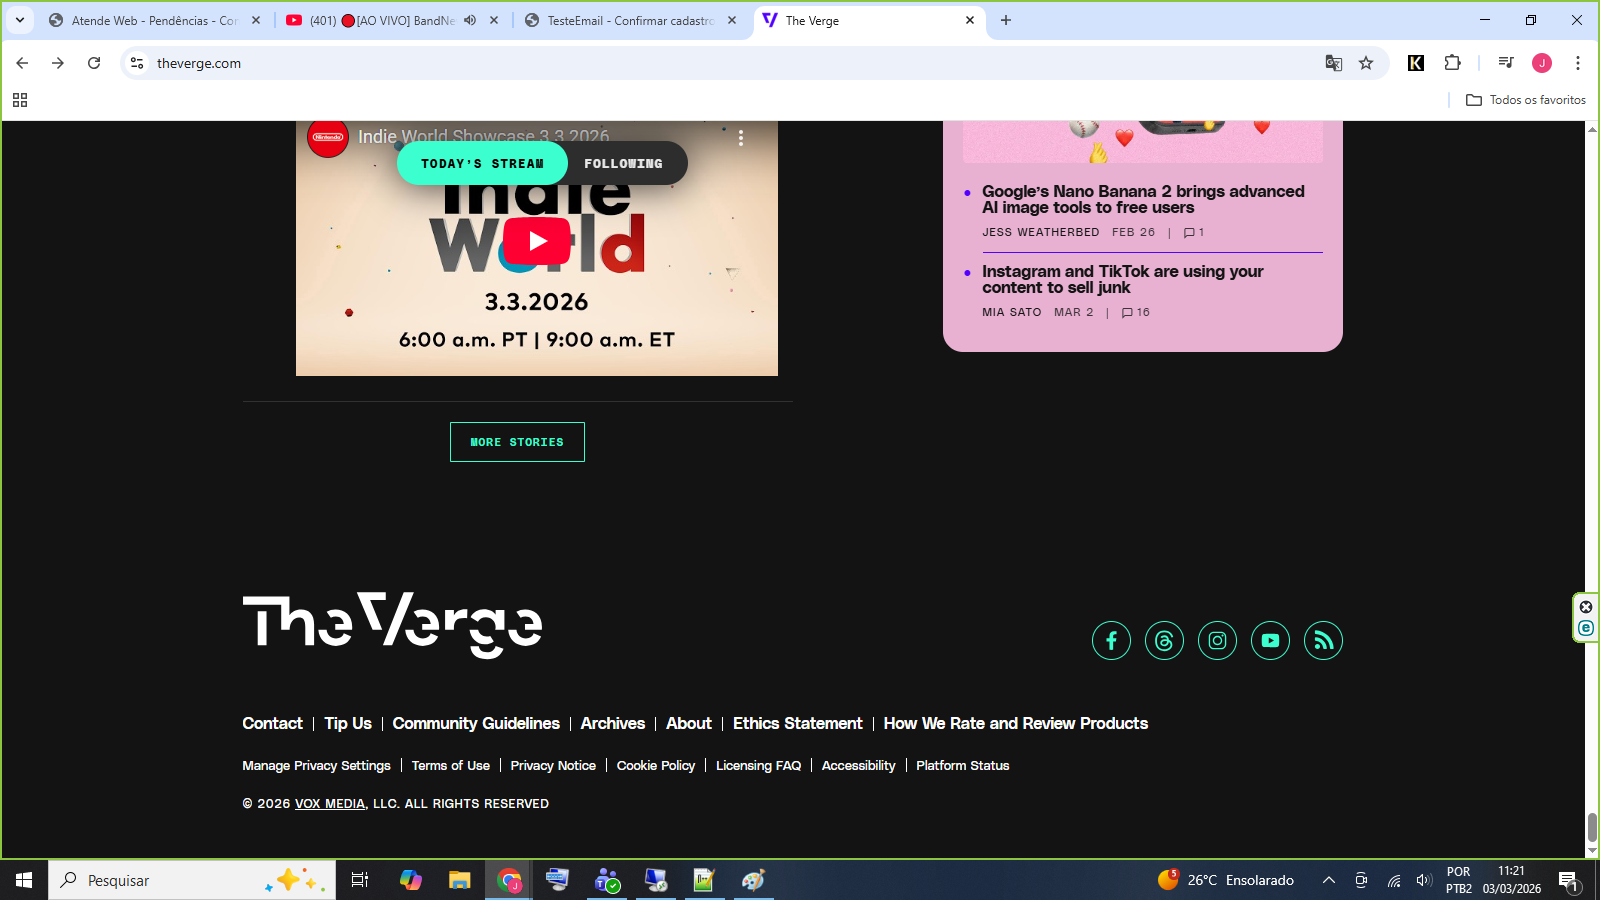 Atende Web - Pendências - Cor
(401) [AO VIVO] BandNe
TesteEmail - Confirmar cadastro
The Verge
theverge.com
K
J
Todos os favoritos
Nintendo
Indie World Showcase 3.3.2026
TODAY'S STREAM
FOLLOWING
Indie
World
3.3.2026
6:00 a.m. PT | 9:00 a.m. ET
MORE STORIES
Google's Nano Banana 2 brings advanced
AI image tools to free users
JESS WEATHERBED FEB 26 | 1
Instagram and TikTok are using your
content to sell junk
MIA SATO MAR 2 | 16
The Verge
Contact | Tip Us | Community Guidelines | Archives | About | Ethics Statement | How We Rate and Review Products
Manage Privacy Settings | Terms of Use | Privacy Notice | Cookie Policy | Licensing FAQ | Accessibility | Platform Status
© 2026 VOX MEDIA, LLC. ALL RIGHTS RESERVED
Pesquisar
5
26°C Ensolarado
POR
PTB2
11:21
03/03/2026
1